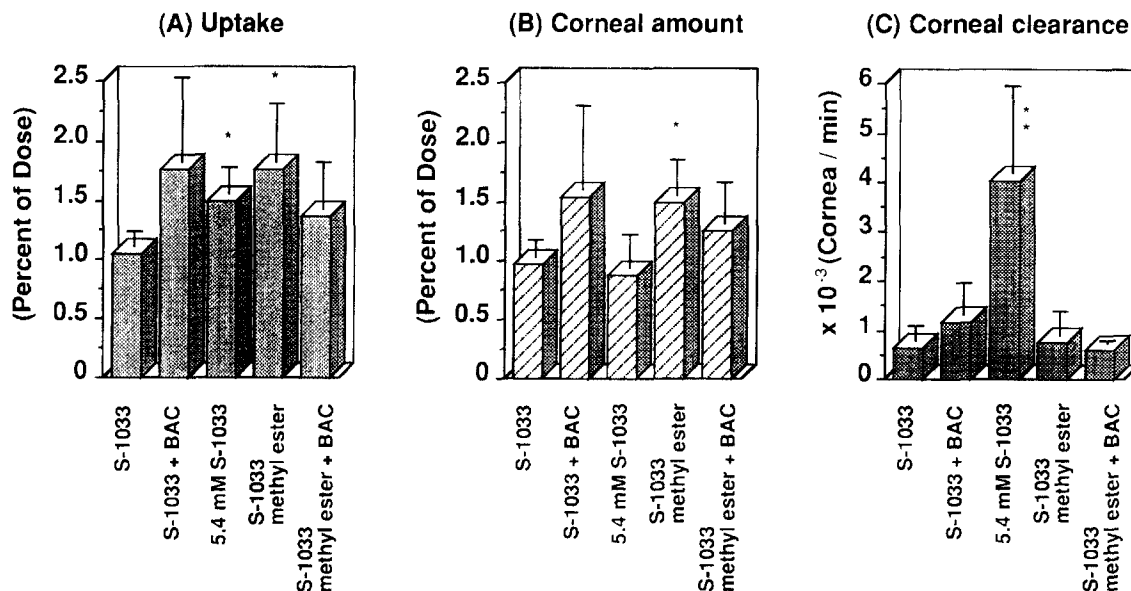 (A) Uptake
(Percent of Dose)
2.5
2.0
1.5
1.0
0.5
0
*
*
S-1033
S-1033 + BAC
5.4 mM S-1033
S-1033
methyl ester
S-1033
methyl ester + BAC
(B) Corneal amount
(Percent of Dose)
2.5
2.0
1.5
1.0
0.5
0
*
S-1033
S-1033 + BAC
5.4 mM S-1033
S-1033
methyl ester
S-1033
methyl ester + BAC
(C) Corneal clearance
x 10⁻³ (Cornea / min)
6
5
4
3
2
1
0
*
*
S-1033
S-1033 + BAC
5.4 mM S-1033
S-1033
methyl ester
S-1033
methyl ester + BAC